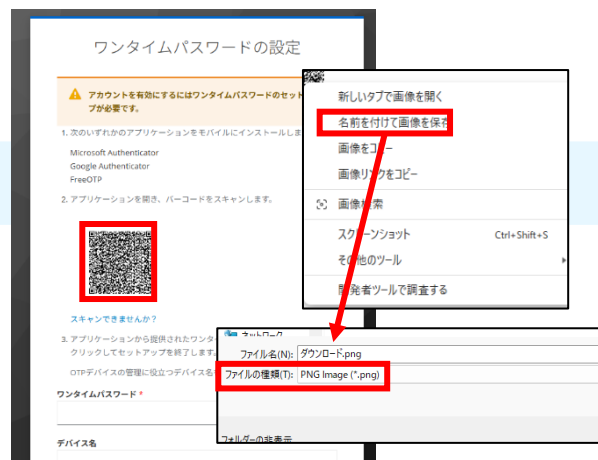 ワンタイムパスワードの設定
アカウントを有効にするにはワンタイムパスワードのセット
プが必要です。
1. 次のいずれかのアプリケーションをモバイルにインストールしま
Microsoft Authenticator
Google Authenticator
FreeOTP
2. アプリケーションを開き、バーコードをスキャンします。
スキャンできませんか?
3. アプリケーションから提供されたワンタ
クリックしてセットアップを終了します。
OTPデバイスの管理に役立つデバイス名
ワンタイムパスワード *
デバイス名
新しいタブで画像を開く
名前を付けて画像を保存
画像をコピー
画像リンクをコピー
画像検索
スクリーンショット Ctrl+Shift+S
その他のツール
開発者ツールで調査する
ネットワーク
ファイル名(N): ダウンロード.png
ファイルの種類(T): PNG Image (*.png)
フォルダーの非表示